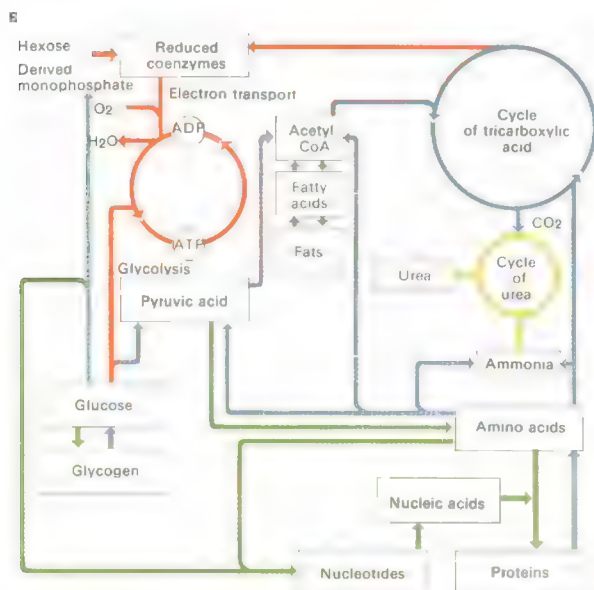 B
Hexose
Derived
monophosphate
Reduced
coenzymes
O2
Electron transport
H2O
ADP
ATP
Glycolysis
Pyruvic acid
Acetyl
CoA
Fatty
acids
Fats
Cycle
of tricarboxylic
acid
CO2
Urea
Cycle
of
urea
Ammonia
Glucose
Glycogen
Amino acids
Nucleic acids
Nucleotides
Proteins